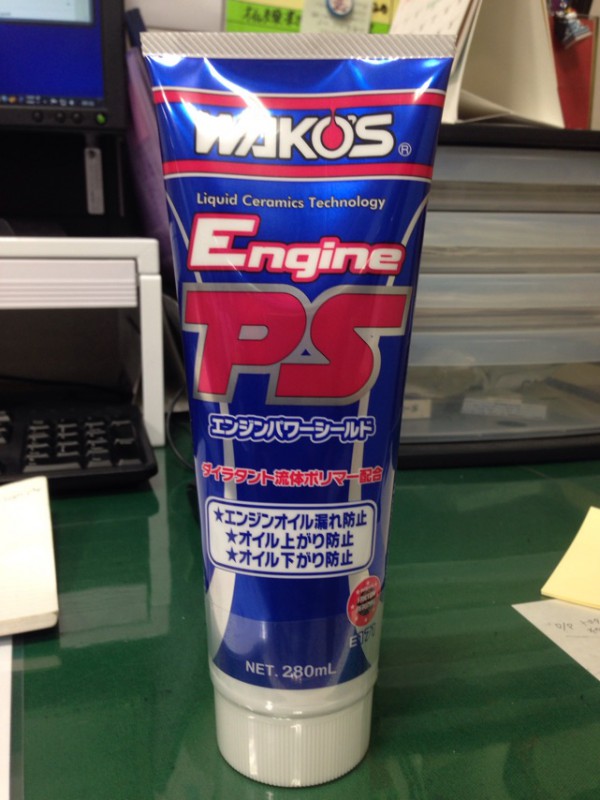 WAKO'S®
Liquid Ceramics Technology
Engine
PS
エンジンパワーシールド
ダイラタント流体ポリマー配合
★エンジンオイル漏れ防止
★オイル上がり防止
★オイル下がり防止
NET. 280mL